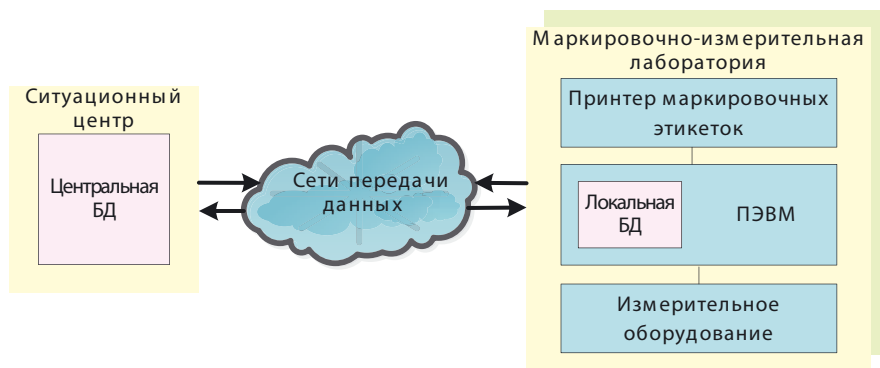 Ситуационный
центр
Центральная
БД
Сети передачи
данных
Маркировочно-измерительная
лаборатория
Принтер маркировочных
этикеток
Локальная
БД
ПЭВМ
Измерительное
оборудование